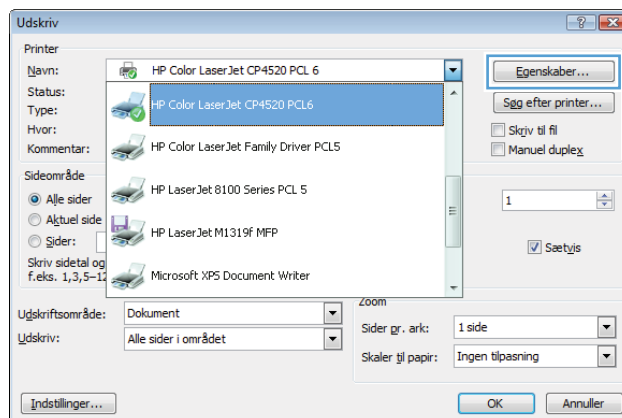 Udskriv
Printer
Navn: HP Color LaserJet CP4520 PCL 6 Egenskaber...
Status:
HP Color LaserJet CP4520 PCL6
Type: Søg efter printer...
Hvor: Skriv til fil
HP Color LaserJet Family Driver PCL5
Kommentar: Manuel duplex
Sideområde
HP LaserJet 8100 Series PCL 5
Alle sider 1
Aktuel side
HP LaserJet M1319f MFP
Sider: Sætvis
Skriv sidetal og
f.eks. 1,3,5–12
Microsoft XPS Document Writer
Zoom
Udskriftsområde: Dokument
Sider pr. ark: 1 side
Udskriv: Alle sider i området
Skaler til papir: Ingen tilpasning
Indstillinger... OK Annuller